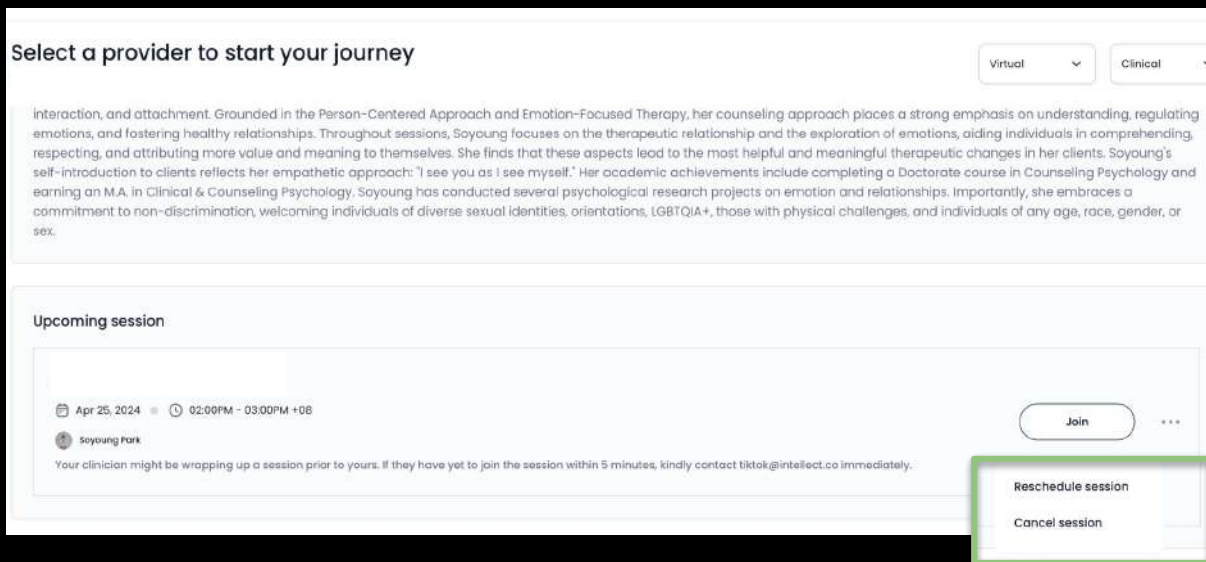 Select a provider to start your journey
Virtual
Clinical
interaction, and attachment. Grounded in the Person-Centered Approach and Emotion-Focused Therapy, her counseling approach places a strong emphasis on understanding, regulating
emotions, and fostering healthy relationships. Throughout sessions, Soyoung focuses on the therapeutic relationship and the exploration of emotions, aiding individuals in comprehending,
respecting, and attributing more value and meaning to themselves. She finds that these aspects lead to the most helpful and meaningful therapeutic changes in her clients. Soyoung's
self-introduction to clients reflects her empathetic approach: "I see you as I see myself." Her academic achievements include completing a Doctorate course in Counseling Psychology and
earning an M.A. in Clinical & Counseling Psychology. Soyoung has conducted several psychological research projects on emotion and relationships. Importantly, she embraces a
commitment to non-discrimination, welcoming individuals of diverse sexual identities, orientations, LGBTQIA+, those with physical challenges, and individuals of any age, race, gender, or
sex.
Upcoming session
Apr 25, 2024 02:00PM - 03:00PM +08
Join
Soyoung Park
Your clinician might be wrapping up a session prior to yours. If they have yet to join the session within 5 minutes, kindly contact tiktok@intellect.co immediately.
Reschedule session
Cancel session